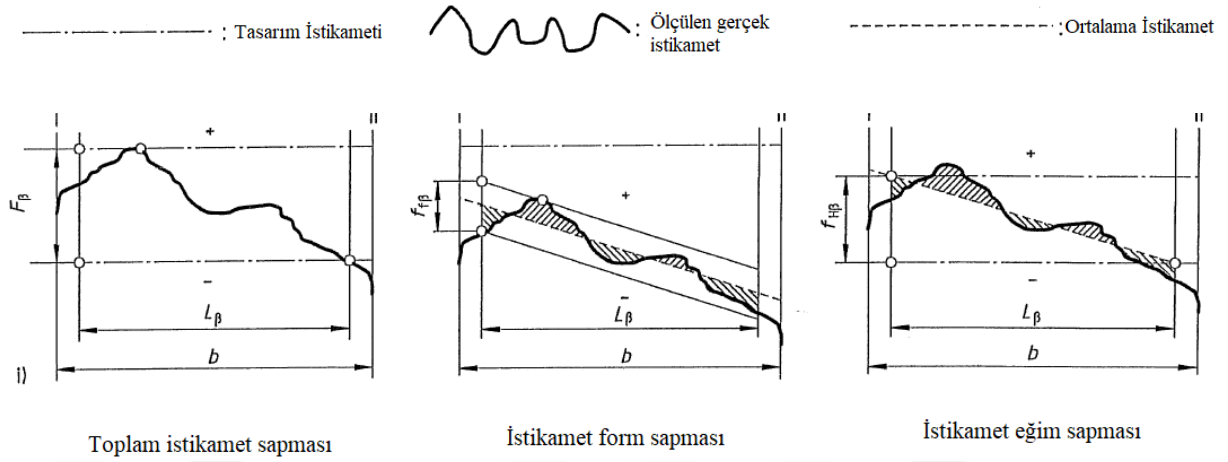 : Tasarım İstikameti
: Ölçülen gerçek
istikamet
:Ortalama İstikamet
I II
+
Fβ
−
Lβ
b
i)
I II
+
ffβ
−
Lβ
b
I II
+
fHβ
−
Lβ
b
Toplam istikamet sapması
İstikamet form sapması
İstikamet eğim sapması